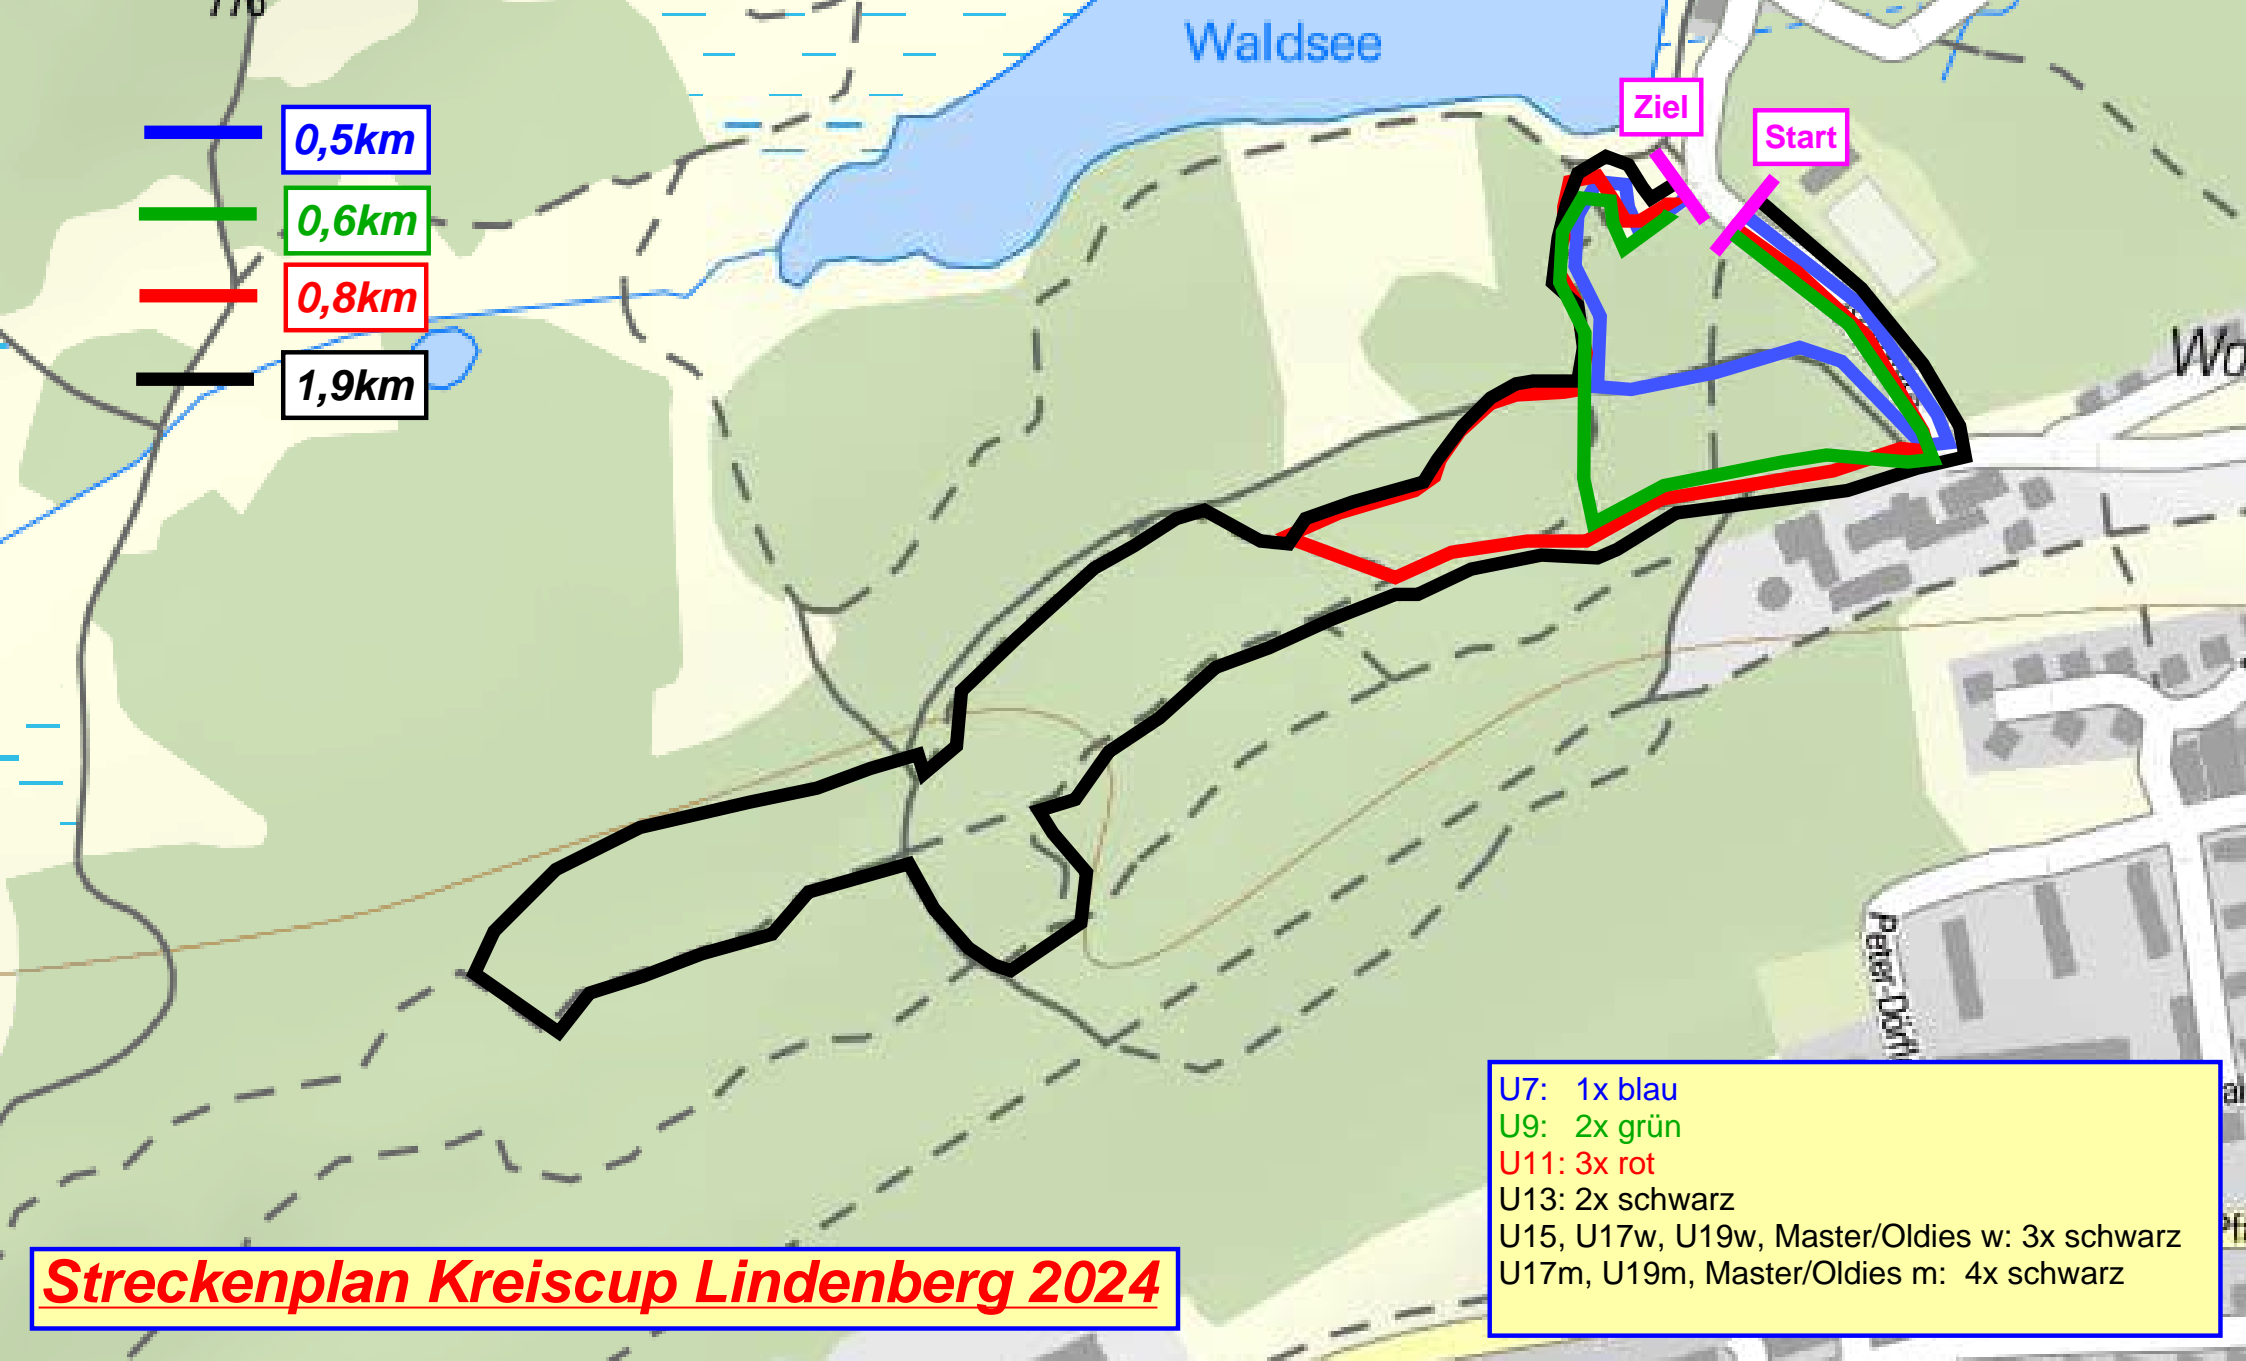 Waldsee
Ziel
Start
0,5km
0,6km
0,8km
1,9km
U7: 1x blau
U9: 2x grün
U11: 3x rot
U13: 2x schwarz
U15, U17w, U19w, Master/Oldies w: 3x schwarz
U17m, U19m, Master/Oldies m: 4x schwarz
Streckenplan Kreiscup Lindenberg 2024